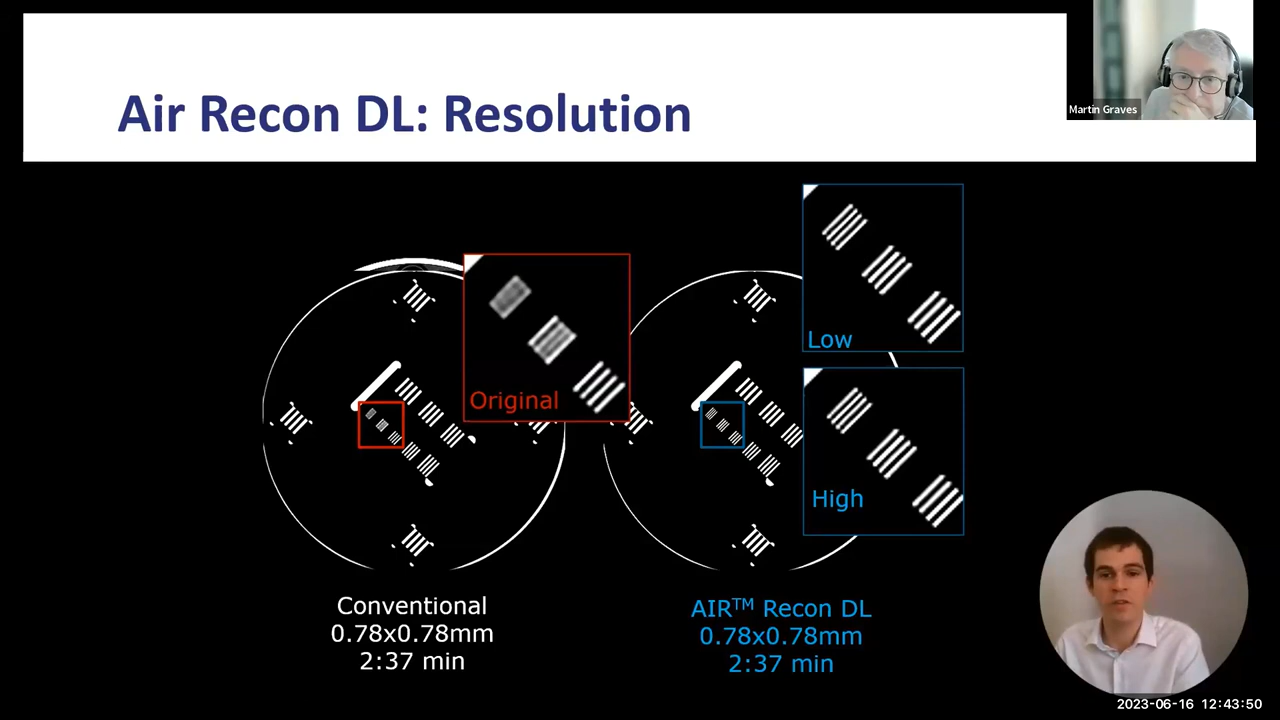 Air Recon DL: Resolution
Martin Graves
Original
Low
High
Conventional
0.78x0.78mm
2:37 min
AIR™ Recon DL
0.78x0.78mm
2:37 min
2023-06-16 12:43:50